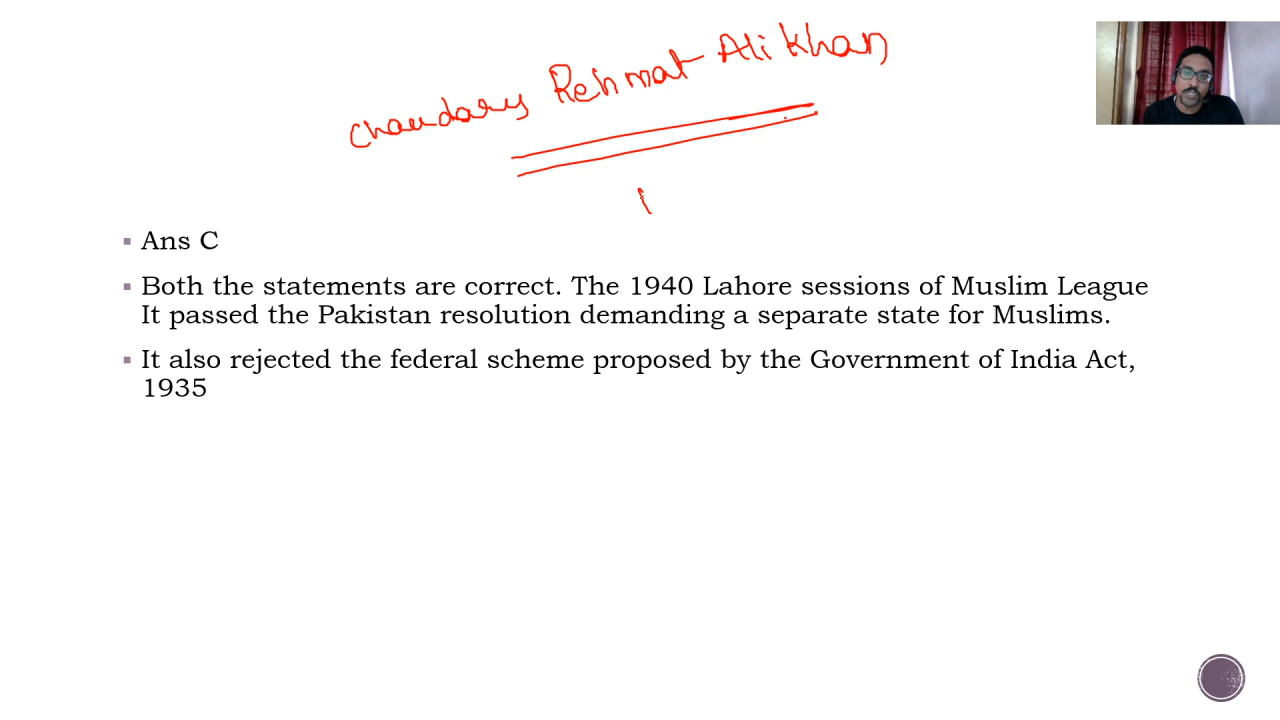 Chaudary Rehmat Ali Khan
Ans C
Both the statements are correct. The 1940 Lahore sessions of Muslim League
It passed the Pakistan resolution demanding a separate state for Muslims.
It also rejected the federal scheme proposed by the Government of India Act,
1935